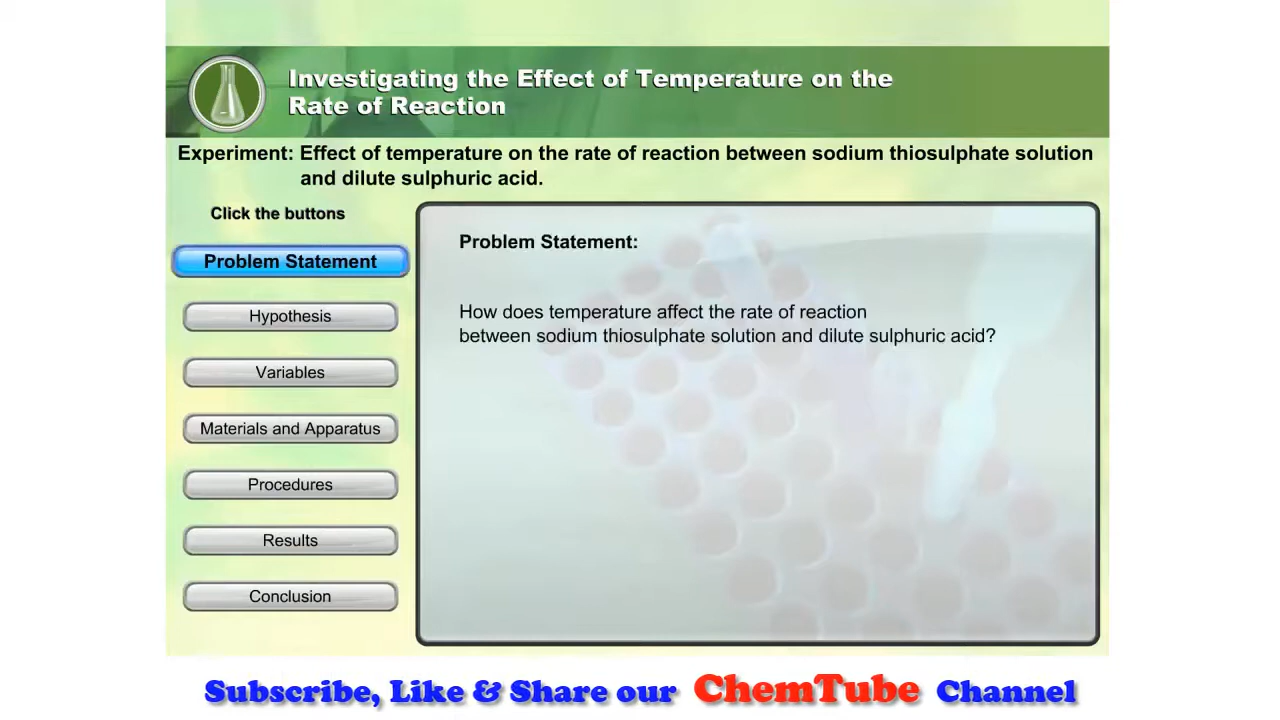 Investigating the Effect of Temperature on the
Rate of Reaction
Experiment: Effect of temperature on the rate of reaction between sodium thiosulphate solution
and dilute sulphuric acid.
Click the buttons
Problem Statement
Hypothesis
Variables
Materials and Apparatus
Procedures
Results
Conclusion
Problem Statement:
How does temperature affect the rate of reaction
between sodium thiosulphate solution and dilute sulphuric acid?
Subscribe, Like & Share our ChemTube Channel